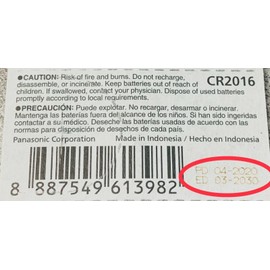 ●CAUTION: Risk of fire and burns. Do not recharge,
disassemble, or incinerate. Keep batteries out of reach of
children. If swallowed, contact your physician. Dispose of used batteries
promptly according to local requirements.
CR2016
●PRECAUCIÓN: Puede explotar. No recargar, desarmar o incinerar.
Mantenga las baterías fuera del alcance de los niños. Si han sido ingeridas
contactar a su médico. Deseche las baterías usadas de acuerdo con la
normativa de desechos de cada país.
Panasonic Corporation Made in Indonesia / Hecho en Indonesia
PD 04-2020
ED 03-2030
8 887549 613982